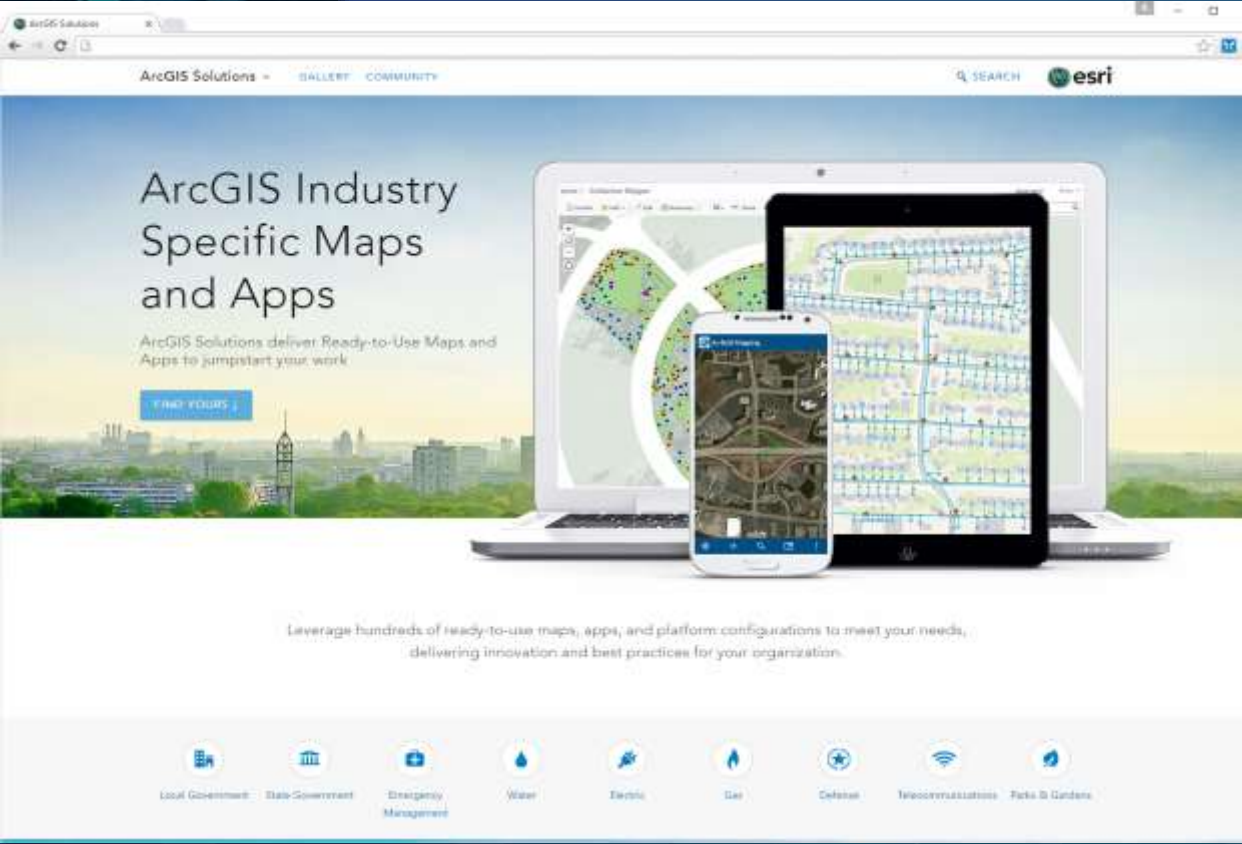 ArcGIS Solutions
ArcGIS Solutions
GALLERY
COMMUNITY
SEARCH
esri
ArcGIS Industry
Specific Maps
and Apps
ArcGIS Solutions deliver Ready-to-Use Maps and
Apps to jumpstart your work
FIND YOURS ↓
Leverage hundreds of ready-to-use maps, apps, and platform configurations to meet your needs,
delivering innovation and best practices for your organization.
Local Government
State Government
Emergency
Management
Water
Electric
Gas
Defense
Telecommunications
Parks & Gardens